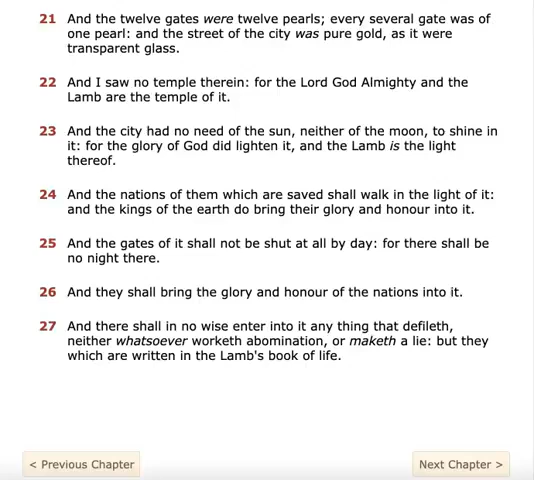 21 And the twelve gates were twelve pearls; every several gate was of
one pearl: and the street of the city was pure gold, as it were
transparent glass.
22 And I saw no temple therein: for the Lord God Almighty and the
Lamb are the temple of it.
23 And the city had no need of the sun, neither of the moon, to shine in
it: for the glory of God did lighten it, and the Lamb is the light
thereof.
24 And the nations of them which are saved shall walk in the light of it:
and the kings of the earth do bring their glory and honour into it.
25 And the gates of it shall not be shut at all by day: for there shall be
no night there.
26 And they shall bring the glory and honour of the nations into it.
27 And there shall in no wise enter into it any thing that defileth,
neither whatsoever worketh abomination, or maketh a lie: but they
which are written in the Lamb's book of life.
< Previous Chapter
Next Chapter >